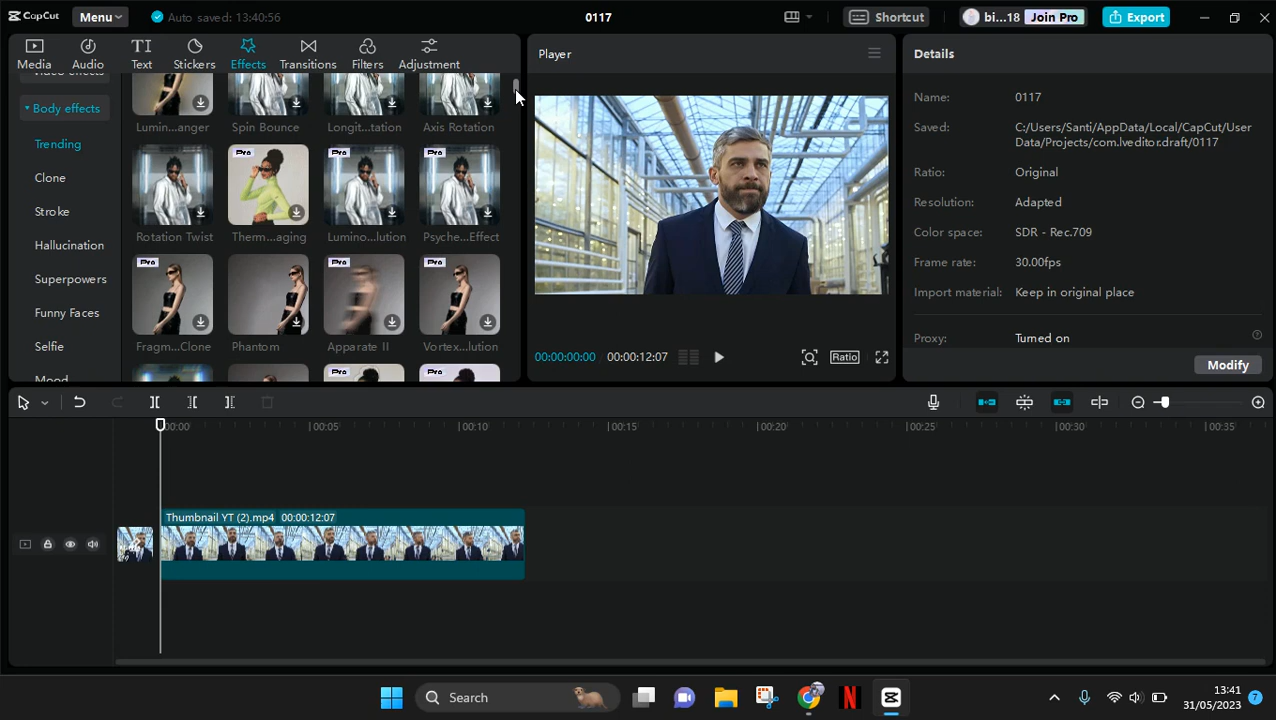 CapCut
Menu
Auto saved: 13:40:56
0117
Shortcut
bi...18
Join Pro
Export
Media
Audio
Text
Stickers
Effects
Transitions
Filters
Adjustment
Video effects
Body effects
Trending
Clone
Stroke
Hallucination
Superpowers
Funny Faces
Selfie
Mood
Lumin...anger
Spin Bounce
Longit...tation
Axis Rotation
Pro
Pro
Pro
Rotation Twist
Therm...aging
Lumino...lution
Psyche...Effect
Pro
Pro
Pro
Fragm...Clone
Phantom
Apparate II
Vortex...lution
Pro
Pro
Player
00:00:00:00
00:00:12:07
Ratio
Details
Name:
0117
Saved:
C:/Users/Santi/AppData/Local/CapCut/User
Data/Projects/com.lveditor.draft/0117
Ratio:
Original
Resolution:
Adapted
Color space:
SDR - Rec.709
Frame rate:
30.00fps
Import material:
Keep in original place
Proxy:
Turned on
Modify
00:00
00:05
00:10
00:15
00:20
00:25
00:30
00:35
Thumbnail YT (2).mp4
00:00:12:07
Search
13:41
31/05/2023
7